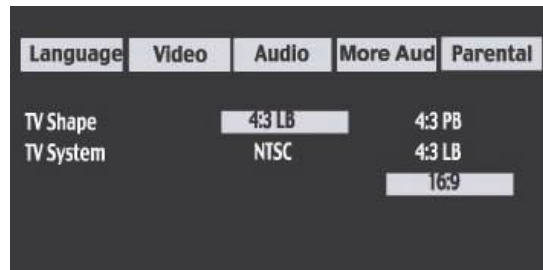 Language Video Audio More Aud Parental
TV Shape 4:3 LB 4:3 PB
TV System NTSC 4:3 LB
16:9